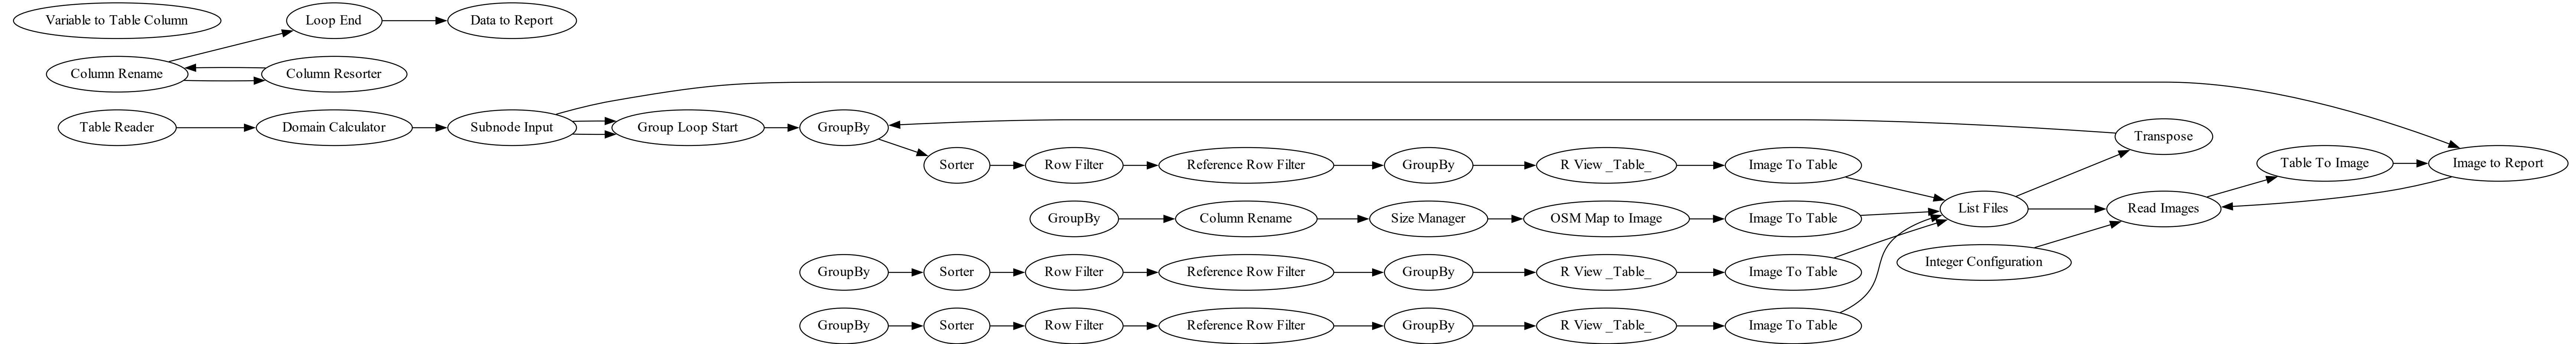 Variable to Table Column
Loop End
Data to Report
Column Rename
Column Resorter
Table Reader
Domain Calculator
Subnode Input
Group Loop Start
GroupBy
Transpose
Sorter
Row Filter
Reference Row Filter
GroupBy
R View _Table_
Image To Table
Table To Image
Image to Report
GroupBy
Column Rename
Size Manager
OSM Map to Image
Image To Table
List Files
Read Images
Integer Configuration
GroupBy
Sorter
Row Filter
Reference Row Filter
GroupBy
R View _Table_
Image To Table
GroupBy
Sorter
Row Filter
Reference Row Filter
GroupBy
R View _Table_
Image To Table